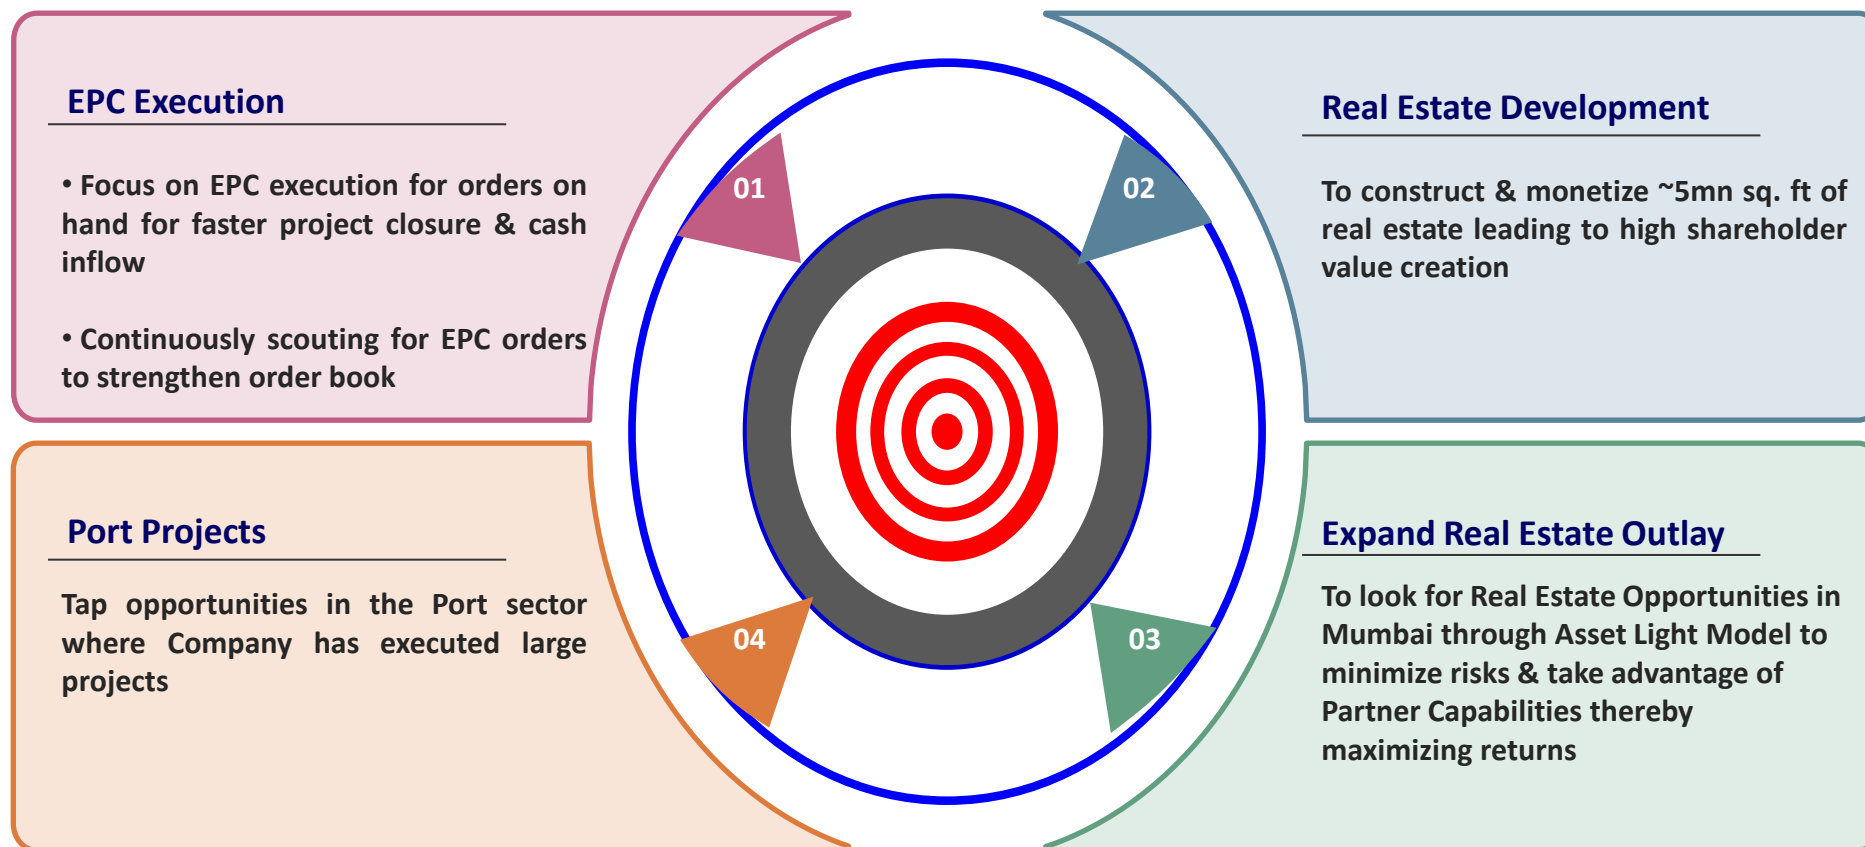 EPC Execution
• Focus on EPC execution for orders on
hand for faster project closure & cash
inflow
• Continuously scouting for EPC orders
to strengthen order book
01
02
Real Estate Development
To construct & monetize ~5mn sq. ft of
real estate leading to high shareholder
value creation
Port Projects
Tap opportunities in the Port sector
where Company has executed large
projects
04
03
Expand Real Estate Outlay
To look for Real Estate Opportunities in
Mumbai through Asset Light Model to
minimize risks & take advantage of
Partner Capabilities thereby
maximizing returns